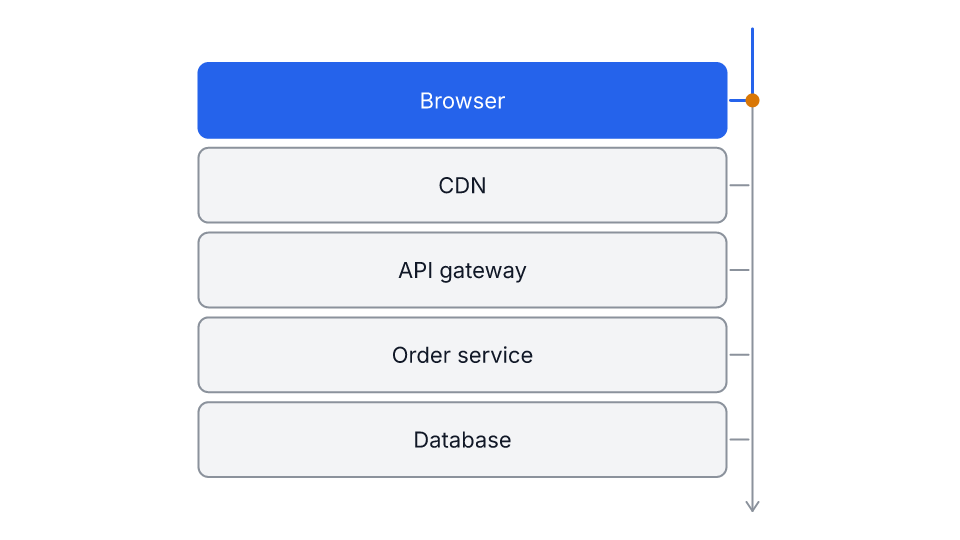 Browser
CDN
API gateway
Order service
Database